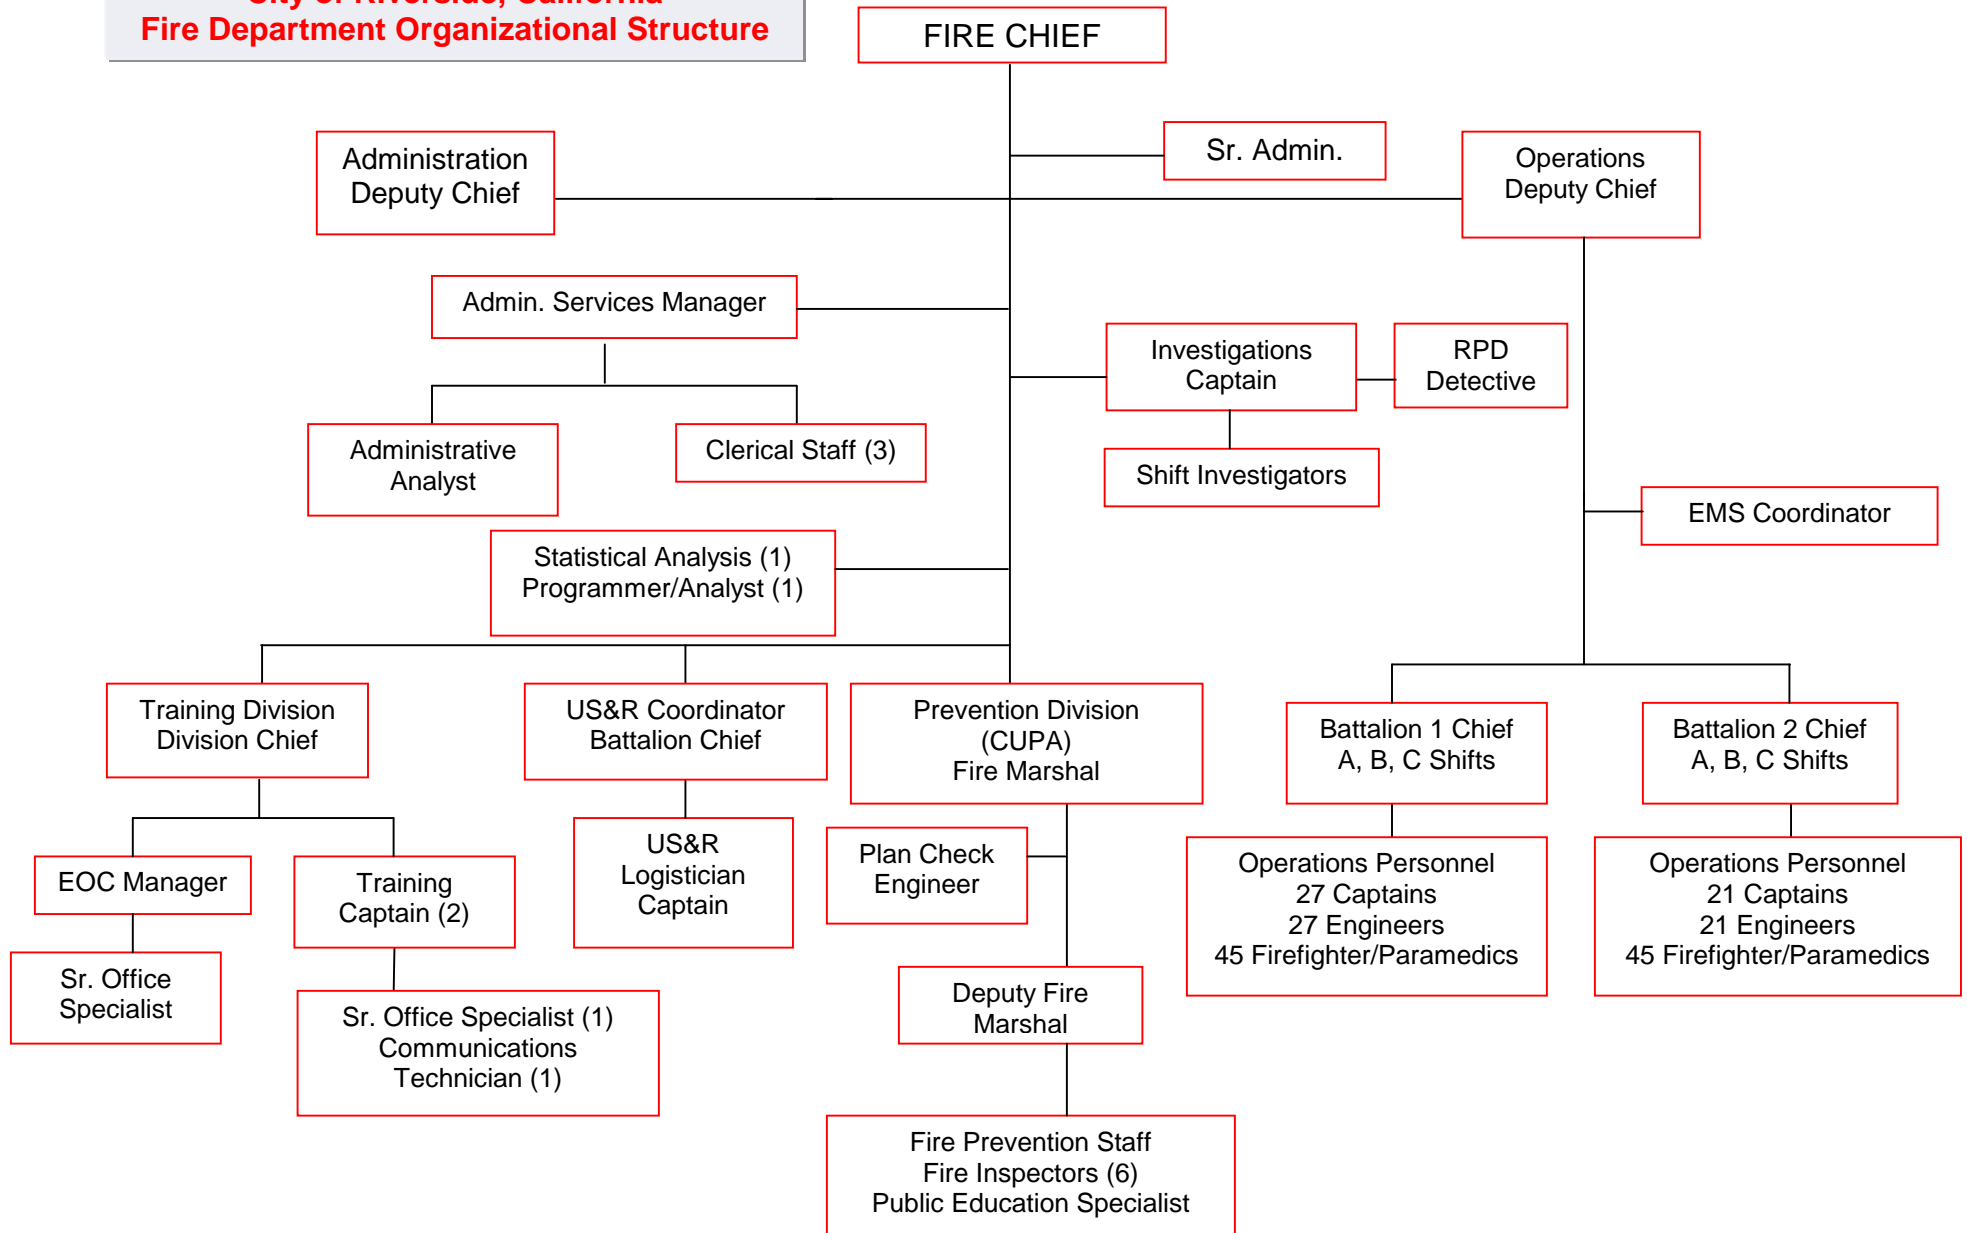 City of Riverside, California
Fire Department Organizational Structure
FIRE CHIEF
Sr. Admin.
Administration
Deputy Chief
Operations
Deputy Chief
Admin. Services Manager
Investigations
Captain
RPD
Detective
Administrative
Analyst
Clerical Staff (3)
Shift Investigators
EMS Coordinator
Statistical Analysis (1)
Programmer/Analyst (1)
Training Division
Division Chief
US&R Coordinator
Battalion Chief
Prevention Division
(CUPA)
Fire Marshal
Battalion 1 Chief
A, B, C Shifts
Battalion 2 Chief
A, B, C Shifts
EOC Manager
Training
Captain (2)
US&R
Logistician
Captain
Plan Check
Engineer
Operations Personnel
27 Captains
27 Engineers
45 Firefighter/Paramedics
Operations Personnel
21 Captains
21 Engineers
45 Firefighter/Paramedics
Sr. Office
Specialist
Sr. Office Specialist (1)
Communications
Technician (1)
Deputy Fire
Marshal
Fire Prevention Staff
Fire Inspectors (6)
Public Education Specialist